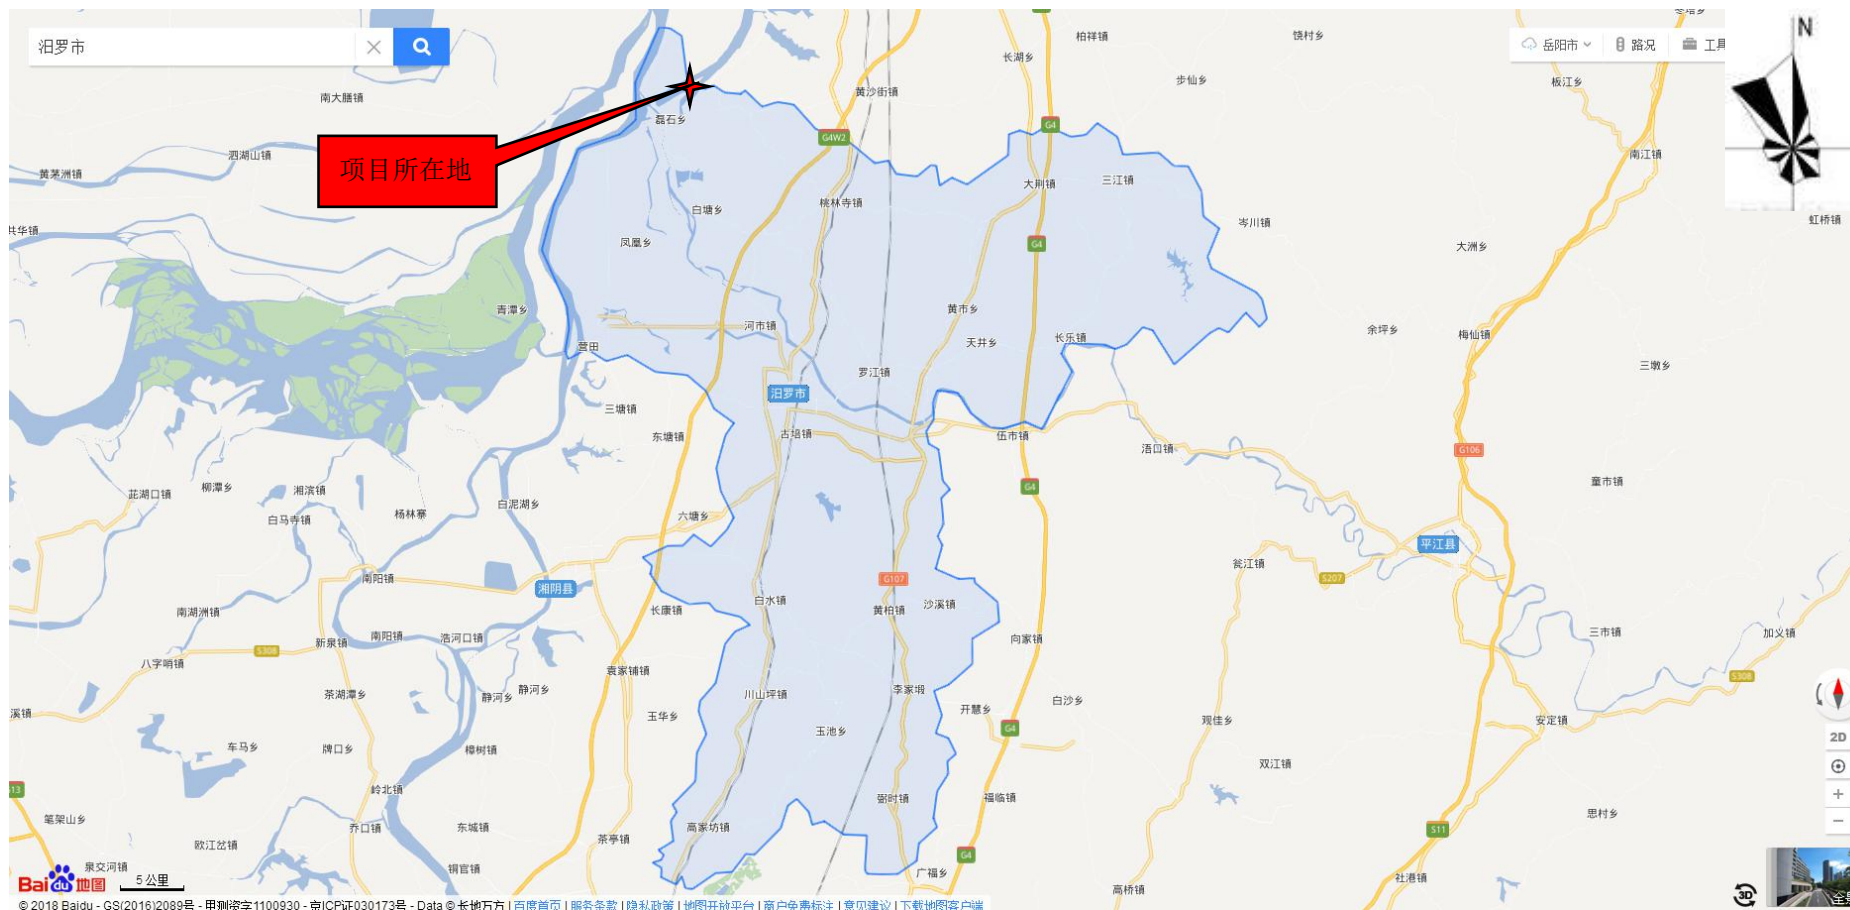 汨罗市
岳阳市
路况
工具
N
柏祥镇
饶村乡
长湖乡
步仙乡
板江乡
南大膳镇
黄沙街镇
磊石乡
G4
G4W2
项目所在地
泗湖山镇
南江镇
黄茅洲镇
大荆镇
三江镇
桃林寺镇
白塘乡
虹桥镇
岑川镇
共华镇
凤凰乡
G4
大洲乡
青潭乡
黄市乡
河市镇
余坪乡
梅仙镇
营田
天井乡
长乐镇
三墩乡
罗江镇
汨罗市
三塘镇
东塘镇
古培镇
伍市镇
浯口镇
G106
柳潭乡
湘滨镇
茈湖口镇
G4
童市镇
白泥湖乡
杨林寨
白马寺镇
六塘乡
平江县
瓮江镇
南阳镇
湘阴县
G107
S207
白水镇
沙溪镇
南湖洲镇
长康镇
黄柏镇
三市镇
加义镇
南阳镇
浩河口镇
新泉镇
向家镇
S308
八字哨镇
袁家铺镇
S308
静河乡
静河乡
茶湖潭乡
川山坪镇
李家塅
白沙乡
溪镇
玉华乡
开慧乡
观佳乡
安定镇
G4
玉池乡
2D
车马乡
牌口乡
樟树镇
双江镇
岭北镇
弼时镇
福临镇
思村乡
笔架山乡
乔口镇
东城镇
高家坊镇
S11
茶亭镇
欧江岔镇
G4
泉交河镇
铜官镇
广福乡
社港镇
高桥镇
Bai du 地图
5 公里
3D
全景
© 2018 Baidu - GS(2016)2089号 - 甲测资字1100930 - 京ICP证030173号 - Data © 长地万方 | 百度首页 | 服务条款 | 隐私政策 | 地图开放平台 | 商户免费标注 | 意见建议 | 下载地图客户端